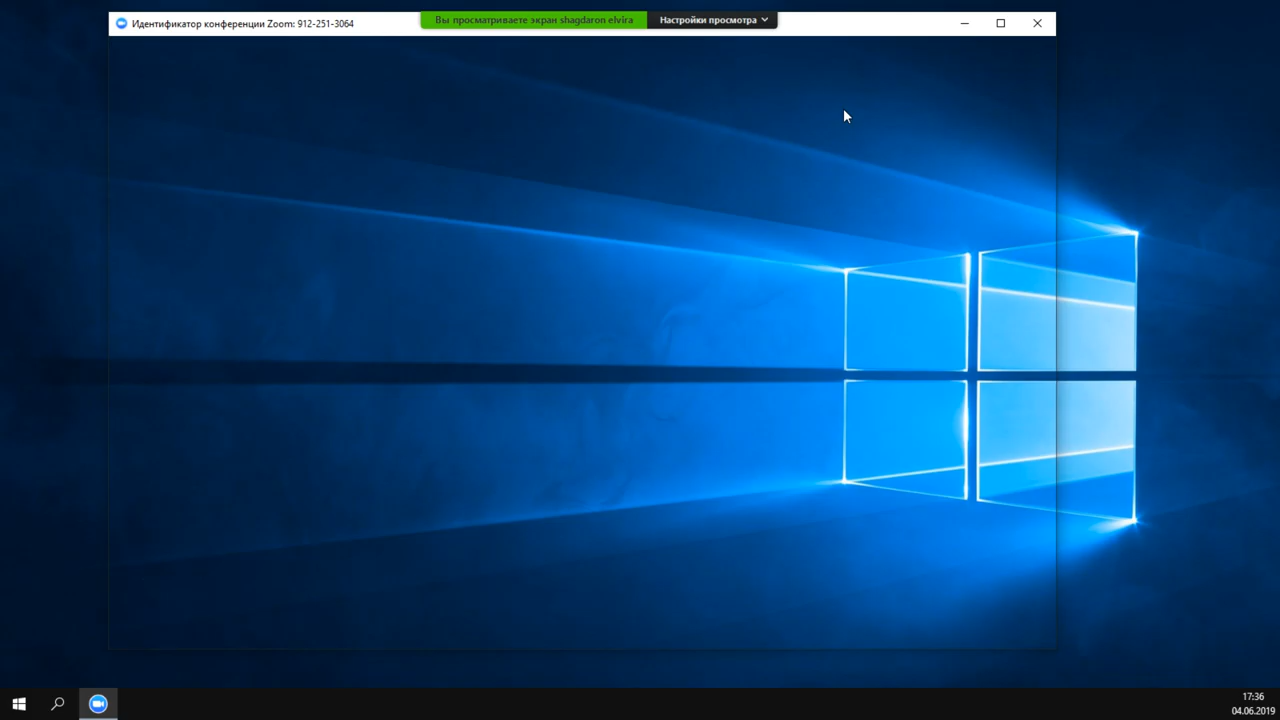 Идентификатор конференции Zoom: 912-251-3064
Вы просматриваете экран shagdaron elvira
Настройки просмотра
17:36
04.06.2019